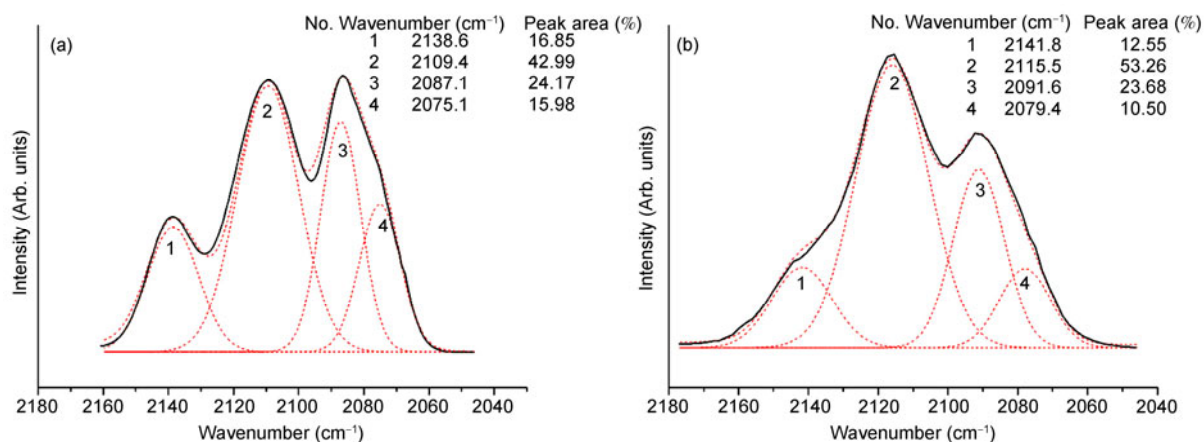 (a)
No. Wavenumber (cm⁻¹) Peak area (%)
1 2138.6 16.85
2 2109.4 42.99
3 2087.1 24.17
4 2075.1 15.98
Intensity (Arb. units)
1
2
3
4
2180 2160 2140 2120 2100 2080 2060 2040
Wavenumber (cm⁻¹)
(b)
No. Wavenumber (cm⁻¹) Peak area (%)
1 2141.8 12.55
2 2115.5 53.26
3 2091.6 23.68
4 2079.4 10.50
Intensity (Arb. units)
1
2
3
4
2180 2160 2140 2120 2100 2080 2060 2040
Wavenumber (cm⁻¹)